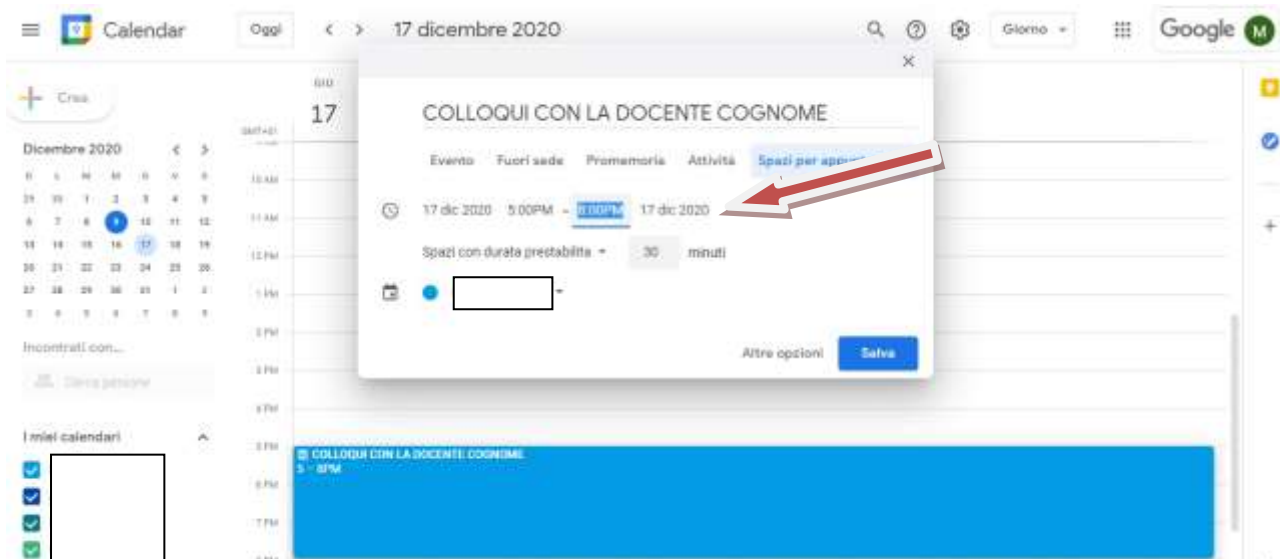 Calendar
Oggi
17 dicembre 2020
Giorno
Google
M
Crea
GIO
17
COLLOQUI CON LA DOCENTE COGNOME
Dicembre 2020
Evento Fuori sede Promemoria Attività Spazi per
10 AM
17 dic 2020 5:00PM – 8:00PM 17 dic 2020
11 AM
Spazi con durata prestabilita 30 minuti
12 PM
1 PM
2 PM
Incontrati con...
Altre opzioni Salva
3 PM
Cerca persone
4 PM
I miei calendari
5 PM
COLLOQUI CON LA DOCENTE COGNOME
5 – 8PM
6 PM
7 PM